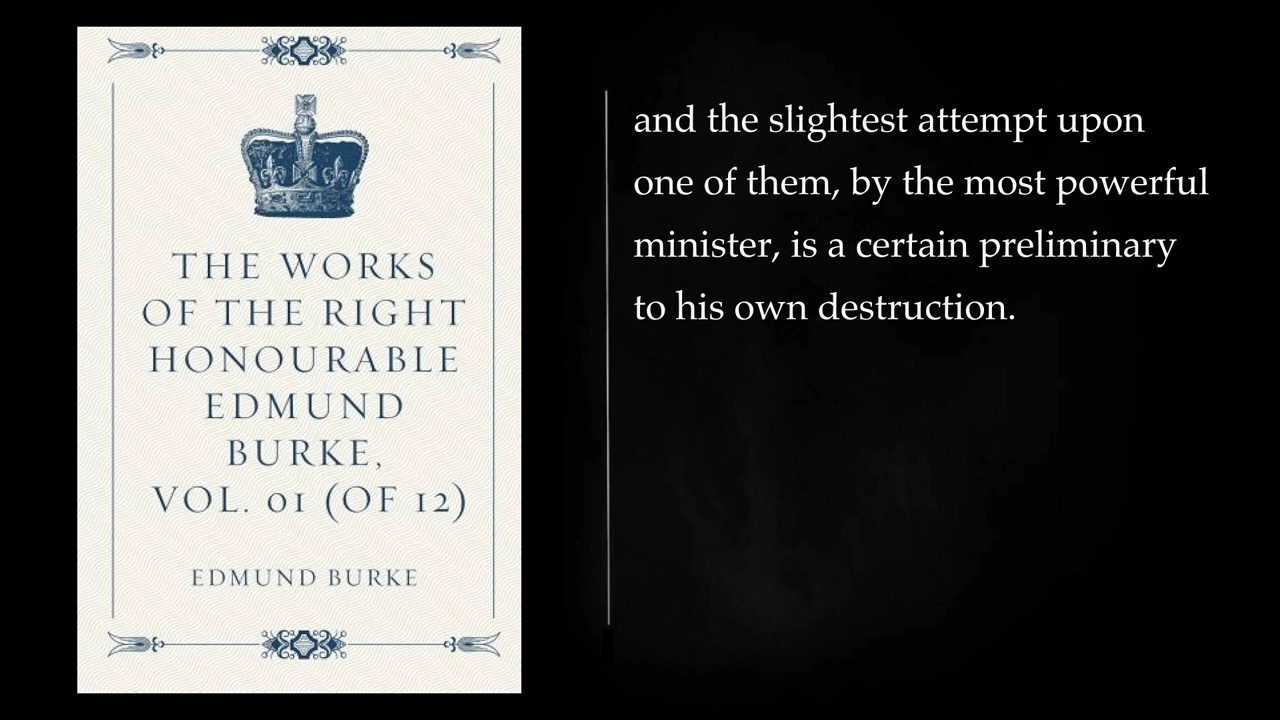 THE WORKS
OF THE RIGHT
HONOURABLE
EDMUND
BURKE,
VOL. 01 (OF 12)
EDMUND BURKE
and the slightest attempt upon
one of them, by the most powerful
minister, is a certain preliminary
to his own destruction.